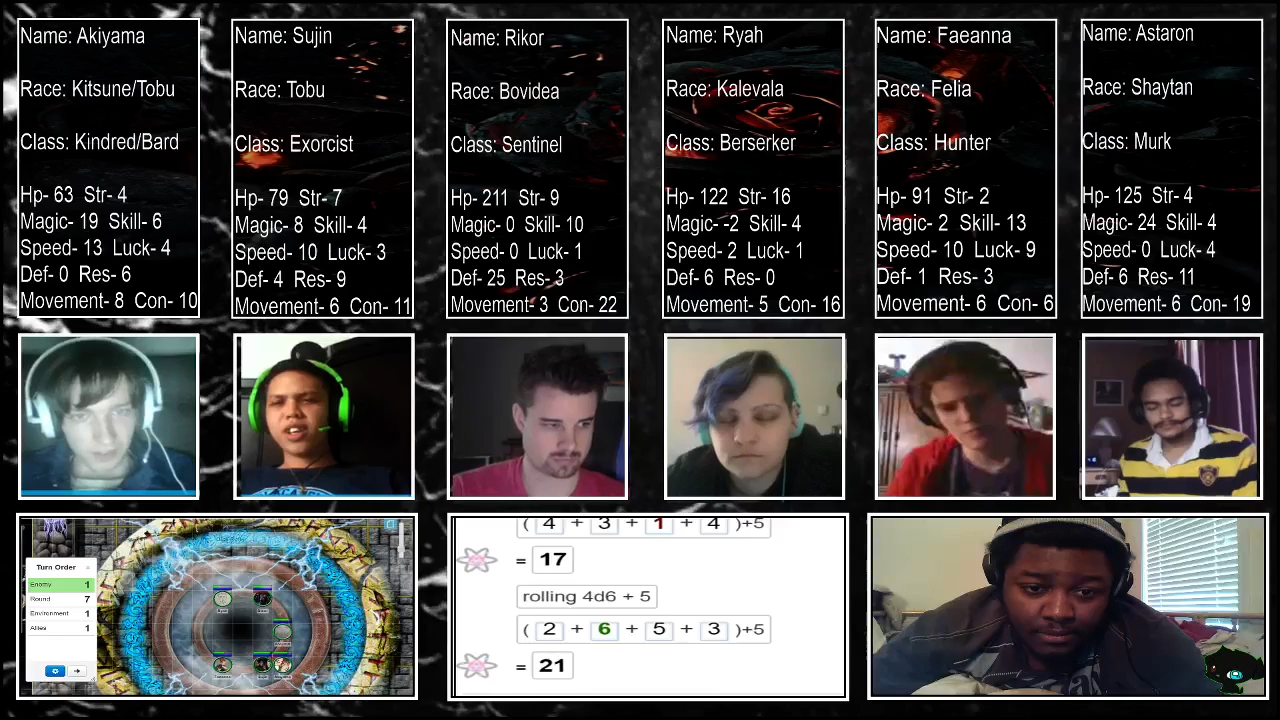 Name: Akiyama
Race: Kitsune/Tobu
Class: Kindred/Bard
Hp- 63 Str- 4
Magic- 19 Skill- 6
Speed- 13 Luck- 4
Def- 0 Res- 6
Movement- 8 Con- 10
Name: Sujin
Race: Tobu
Class: Exorcist
Hp- 79 Str- 7
Magic- 8 Skill- 4
Speed- 10 Luck- 3
Def- 4 Res- 9
Movement- 6 Con- 11
Name: Rikor
Race: Bovidea
Class: Sentinel
Hp- 211 Str- 9
Magic- 0 Skill- 10
Speed- 0 Luck- 1
Def- 25 Res- 3
Movement- 3 Con- 22
Name: Ryah
Race: Kalevala
Class: Berserker
Hp- 122 Str- 16
Magic- -2 Skill- 4
Speed- 2 Luck- 1
Def- 6 Res- 0
Movement- 5 Con- 16
Name: Faeanna
Race: Felia
Class: Hunter
Hp- 91 Str- 2
Magic- 2 Skill- 13
Speed- 10 Luck- 9
Def- 1 Res- 3
Movement- 6 Con- 6
Name: Astaron
Race: Shaytan
Class: Murk
Hp- 125 Str- 4
Magic- 24 Skill- 4
Speed- 0 Luck- 4
Def- 6 Res- 11
Movement- 6 Con- 19
Turn Order
Enemy 1
Round 7
Environment 1
Allies 1
( 4 + 3 + 1 + 4 )+5
= 17
rolling 4d6 + 5
( 2 + 6 + 5 + 3 )+5
= 21